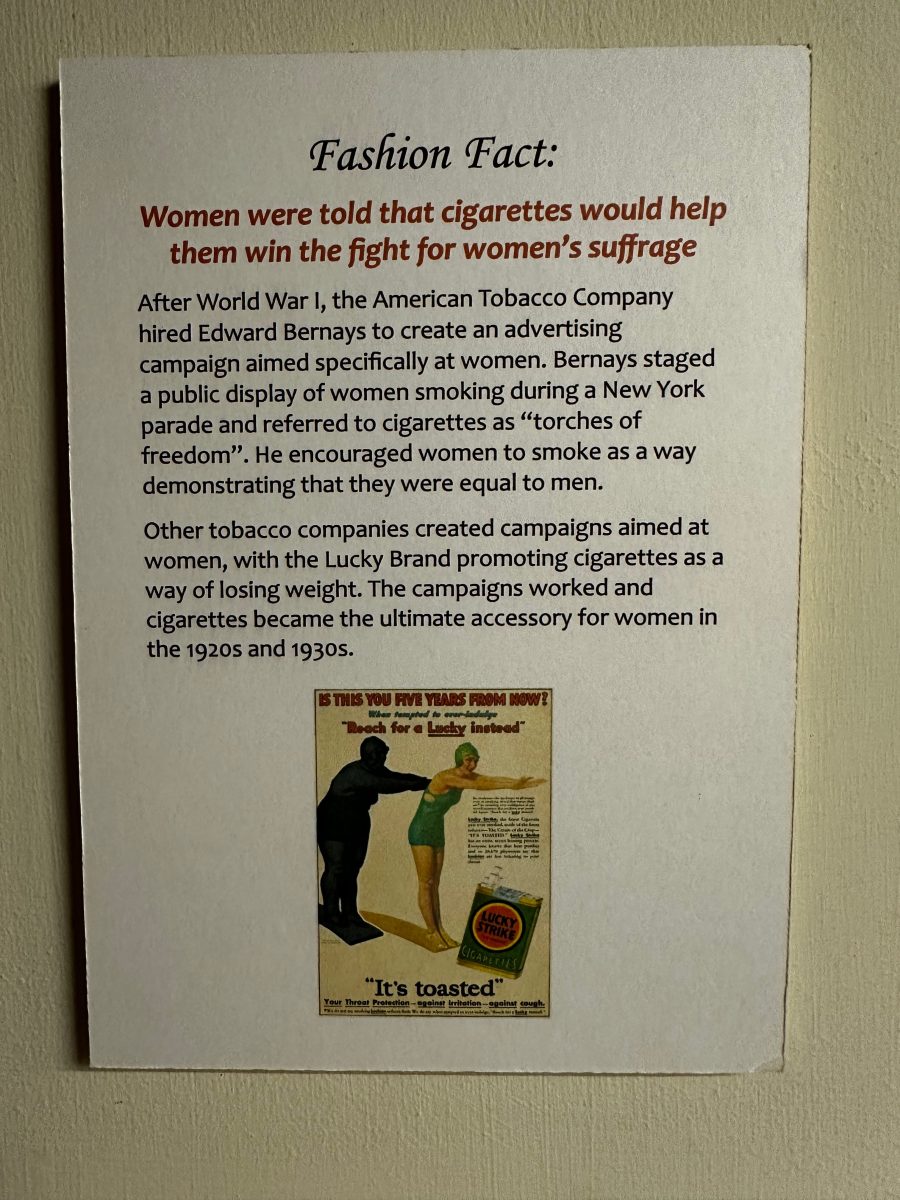 Fashion Fact:
Women were told that cigarettes would help
them win the fight for women's suffrage
After World War I, the American Tobacco Company
hired Edward Bernays to create an advertising
campaign aimed specifically at women. Bernays staged
a public display of women smoking during a New York
parade and referred to cigarettes as “torches of
freedom”. He encouraged women to smoke as a way
demonstrating that they were equal to men.
Other tobacco companies created campaigns aimed at
women, with the Lucky Brand promoting cigarettes as a
way of losing weight. The campaigns worked and
cigarettes became the ultimate accessory for women in
the 1920s and 1930s.
IS THIS YOU FIVE YEARS FROM NOW?
When tempted to over-indulge
"Reach for a Lucky instead"
LUCKY
STRIKE
CIGARETTES
"It's toasted"
Your Throat Protection—against irritation—against cough.